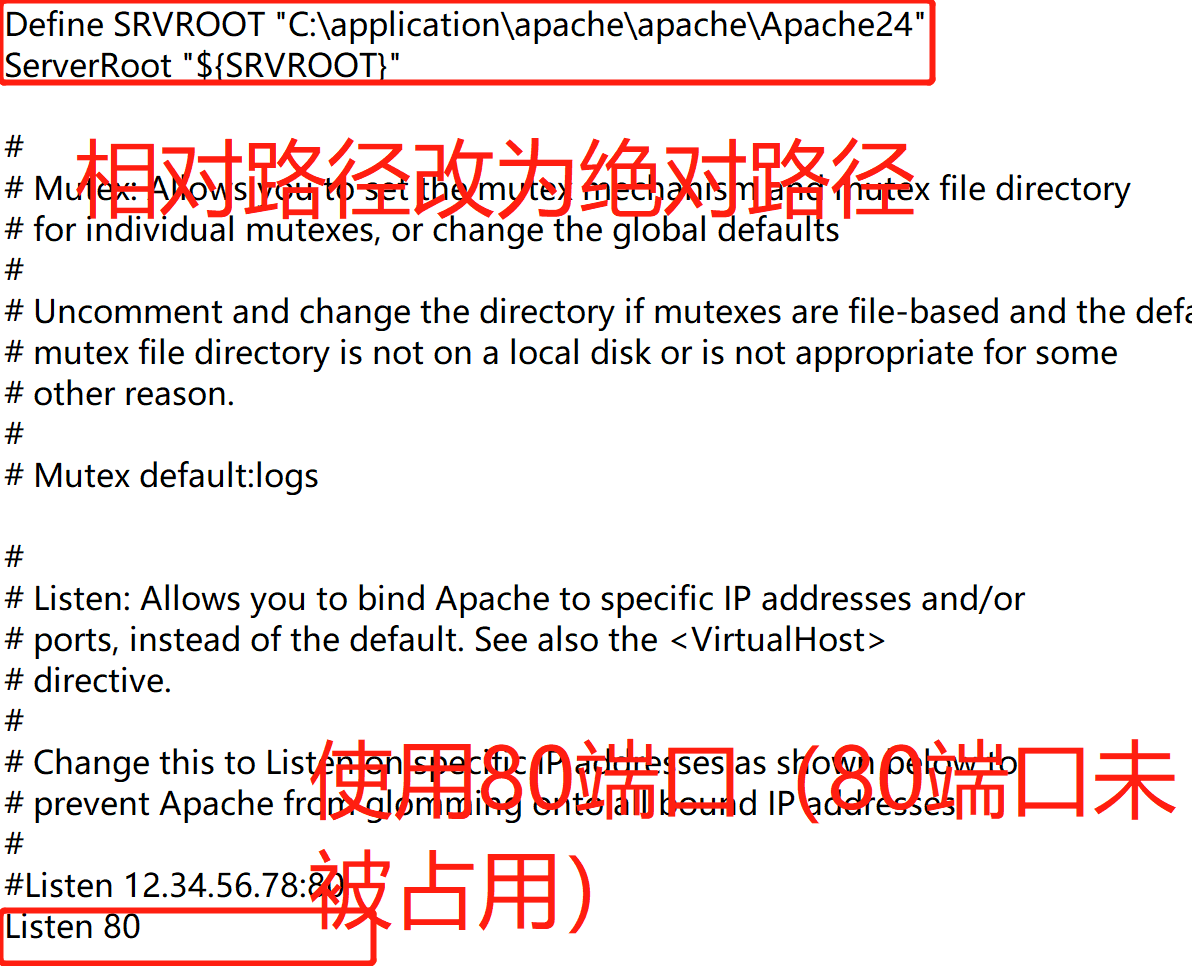 Define SRVROOT "C:\application\apache\apache\Apache24"
ServerRoot "${SRVROOT}"
#
相对路径改为绝对路径
# Mutex: Allows you to set the mutex mechanism and mutex file directory
# for individual mutexes, or change the global defaults
#
# Uncomment and change the directory if mutexes are file-based and the
# mutex file directory is not on a local disk or is not appropriate for some
# other reason.
#
# Mutex default:logs
#
# Listen: Allows you to bind Apache to specific IP addresses and/or
# ports, instead of the default. See also the <VirtualHost>
# directive.
#
# Change this to Listen on specific IP addresses as shown below to
使用80端口（80端口未
# prevent Apache from glomming onto all bound IP addresses.
#
#Listen 12.34.56.78:80
被占用）
Listen 80